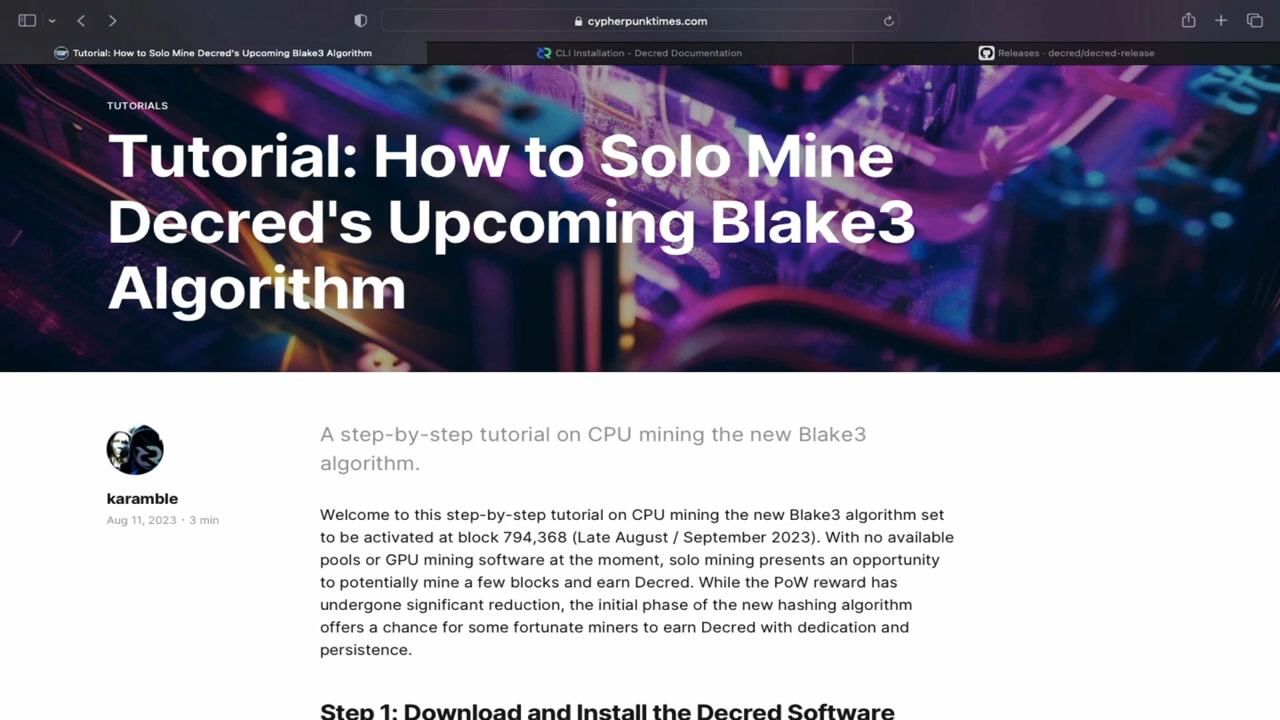 cypherpunktimes.com
Tutorial: How to Solo Mine Decred's Upcoming Blake3 Algorithm
CLI Installation - Decred Documentation
Releases · decred/decred-release
TUTORIALS
Tutorial: How to Solo Mine
Decred's Upcoming Blake3
Algorithm
karamble
Aug 11, 2023 · 3 min
A step-by-step tutorial on CPU mining the new Blake3
algorithm.
Welcome to this step-by-step tutorial on CPU mining the new Blake3 algorithm set
to be activated at block 794,368 (Late August / September 2023). With no available
pools or GPU mining software at the moment, solo mining presents an opportunity
to potentially mine a few blocks and earn Decred. While the PoW reward has
undergone significant reduction, the initial phase of the new hashing algorithm
offers a chance for some fortunate miners to earn Decred with dedication and
persistence.
Step 1: Download and Install the Decred Software